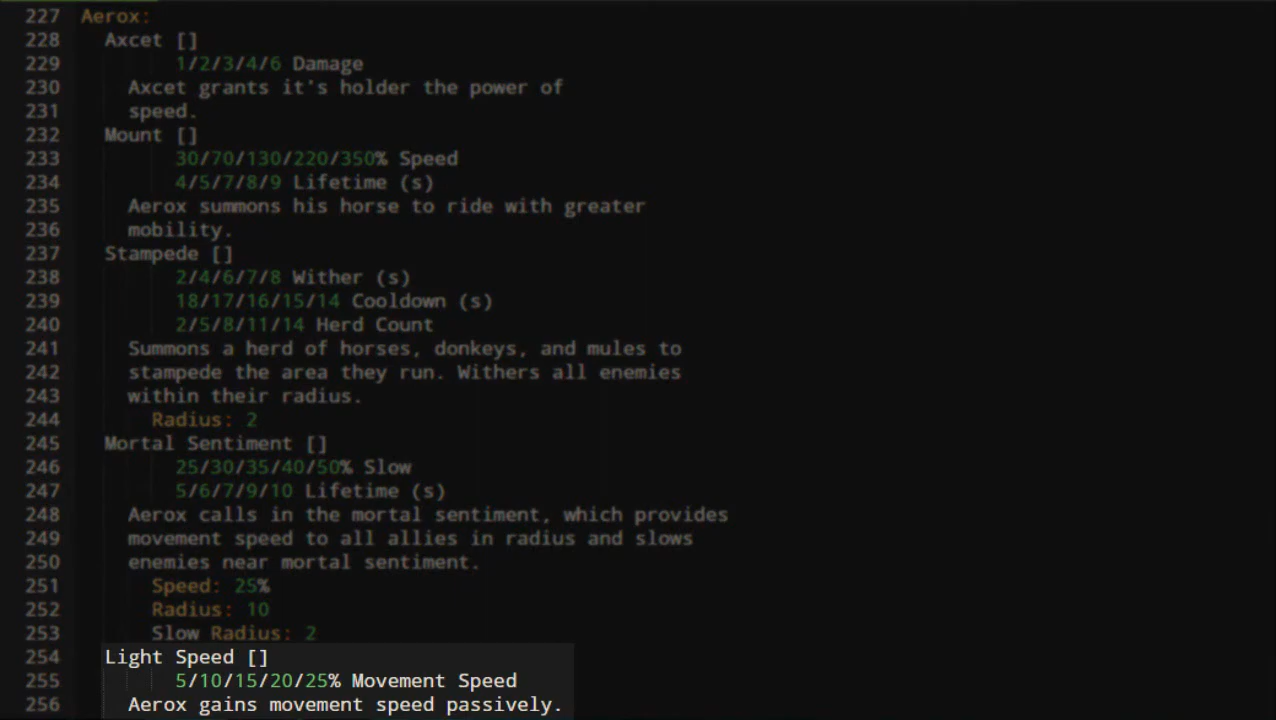 227 Aerox:
228 Axcet []
229 1/2/3/4/6 Damage
230 Axcet grants it's holder the power of
231 speed.
232 Mount []
233 30/70/130/220/350% Speed
234 4/5/7/8/9 Lifetime (s)
235 Aerox summons his horse to ride with greater
236 mobility.
237 Stampede []
238 2/4/6/7/8 Wither (s)
239 18/17/16/15/14 Cooldown (s)
240 2/5/8/11/14 Herd Count
241 Summons a herd of horses, donkeys, and mules to
242 stampede the area they run. Withers all enemies
243 within their radius.
244 Radius: 2
245 Mortal Sentiment []
246 25/30/35/40/50% Slow
247 5/6/7/9/10 Lifetime (s)
248 Aerox calls in the mortal sentiment, which provides
249 movement speed to all allies in radius and slows
250 enemies near mortal sentiment.
251 Speed: 25%
252 Radius: 10
253 Slow Radius: 2
254 Light Speed []
255 5/10/15/20/25% Movement Speed
256 Aerox gains movement speed passively.